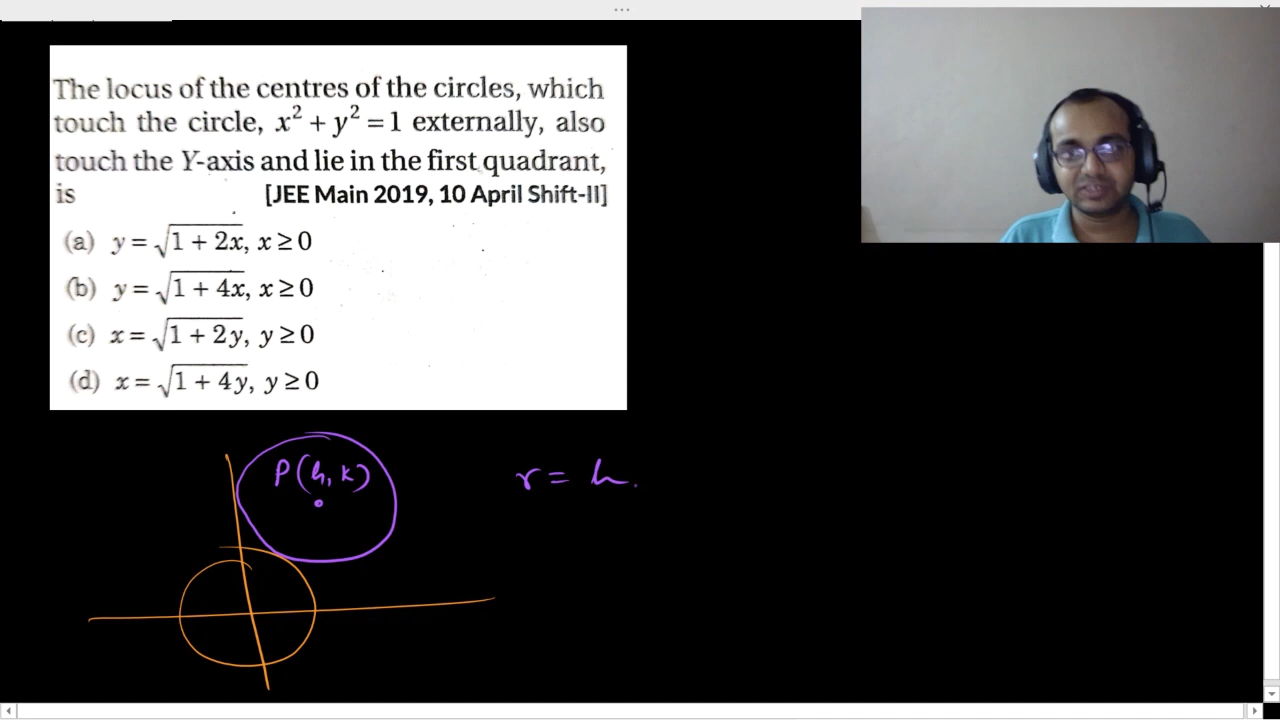 The locus of the centres of the circles, which
touch the circle, x² + y² = 1 externally, also
touch the Y-axis and lie in the first quadrant,
is [JEE Main 2019, 10 April Shift-II]
(a) y = √(1 + 2x), x ≥ 0
(b) y = √(1 + 4x), x ≥ 0
(c) x = √(1 + 2y), y ≥ 0
(d) x = √(1 + 4y), y ≥ 0
P(h, k)
r = h.